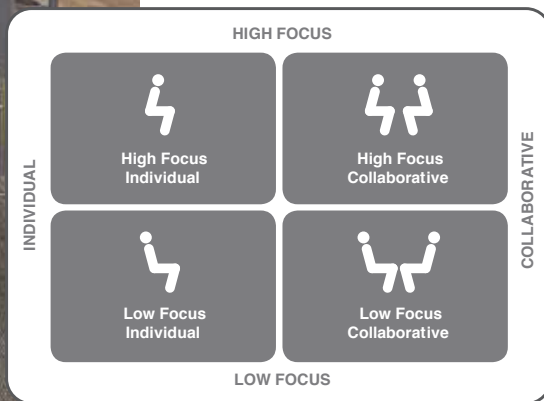 HIGH FOCUS
INDIVIDUAL
High Focus
Individual
High Focus
Collaborative
COLLABORATIVE
Low Focus
Individual
Low Focus
Collaborative
LOW FOCUS